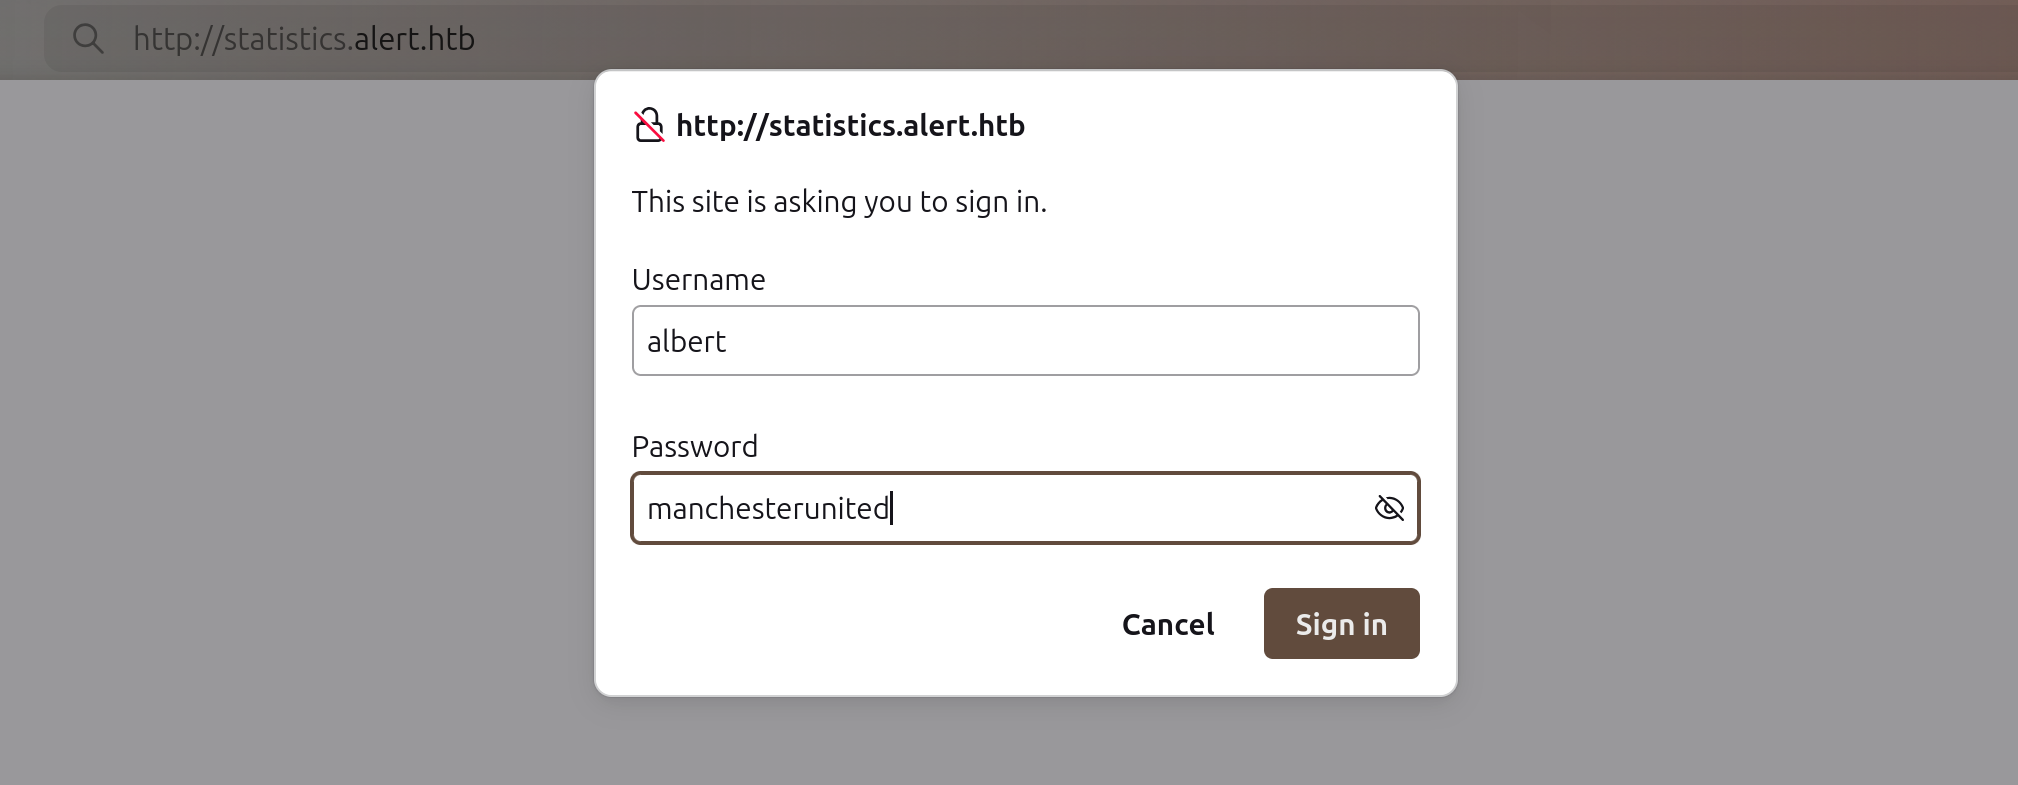 http://statistics.alert.htb
http://statistics.alert.htb
This site is asking you to sign in.
Username
albert
Password
manchesterunited
Cancel Sign in